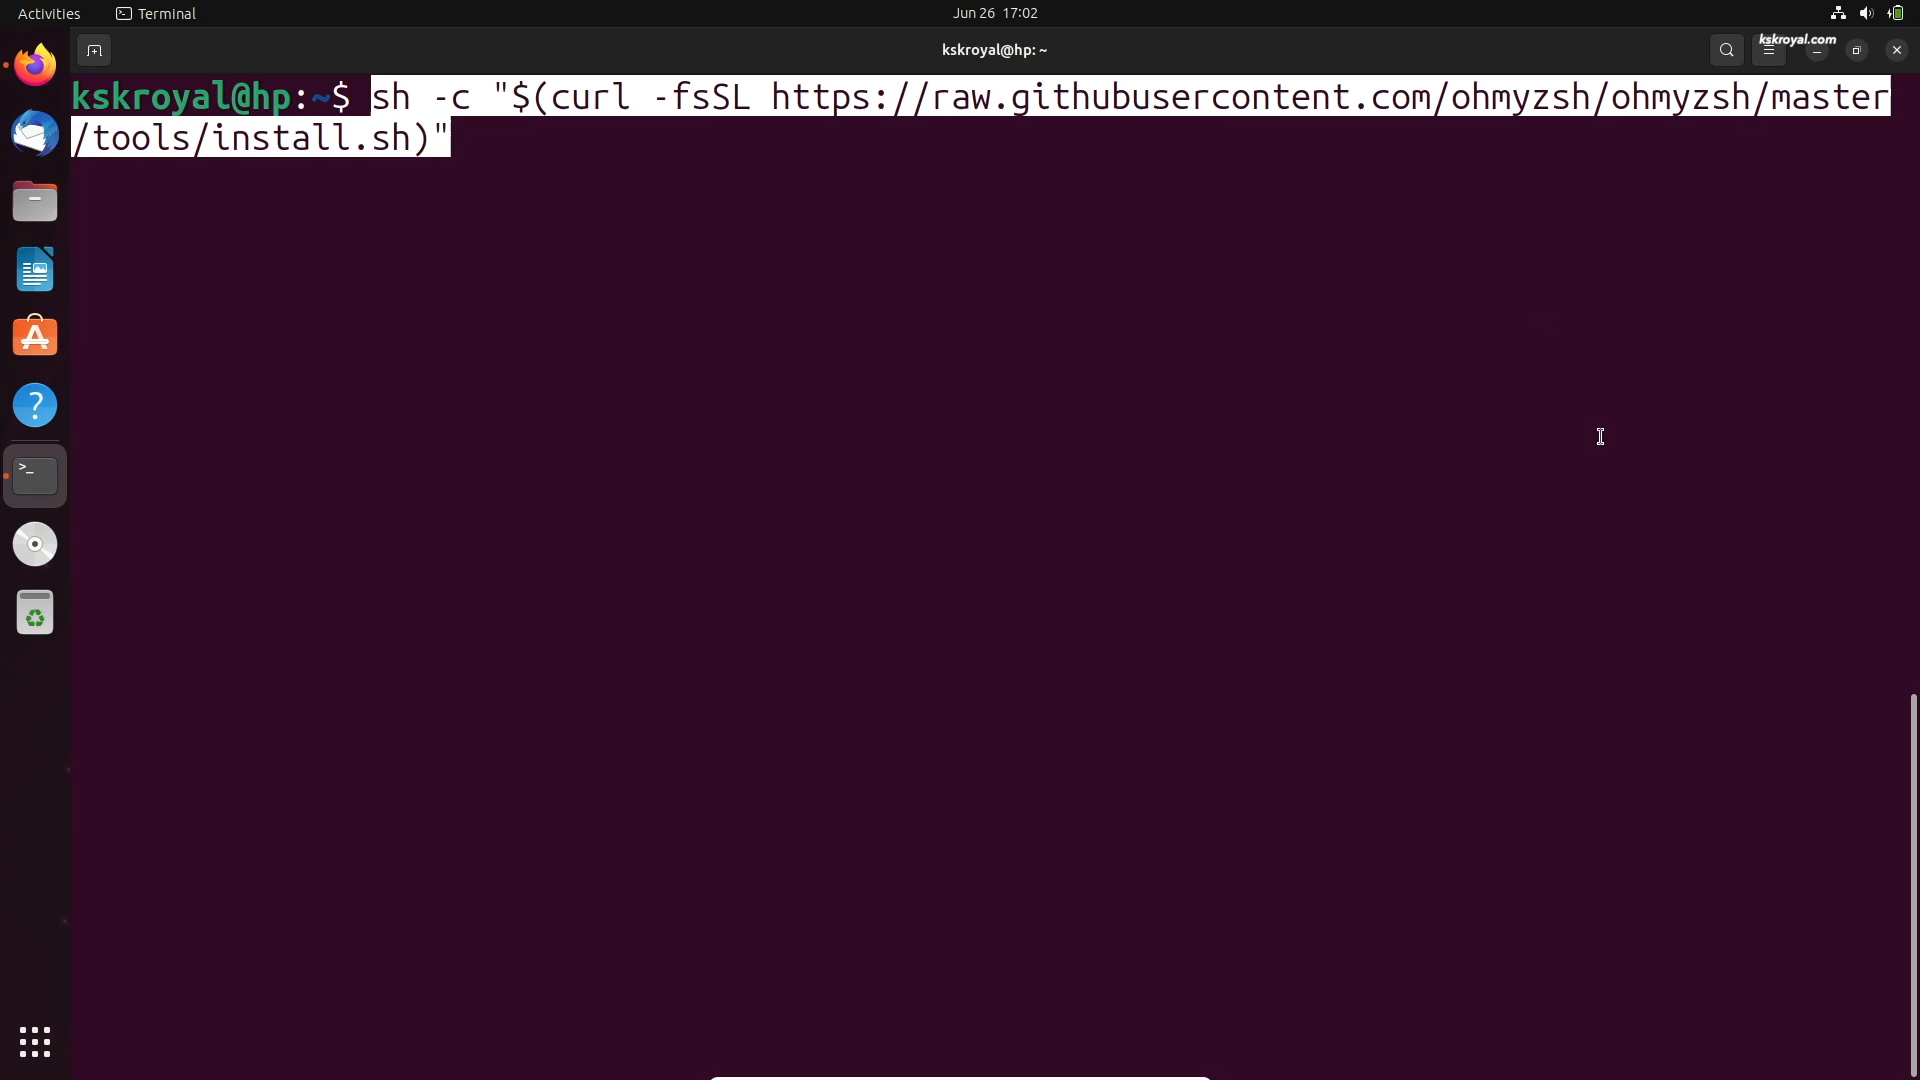 Activities Terminal Jun 26 17:02
kskroyal@hp: ~ kskroyal.com
kskroyal@hp:~$ sh -c "$(curl -fsSL https://raw.githubusercontent.com/ohmyzsh/ohmyzsh/master
/tools/install.sh)"